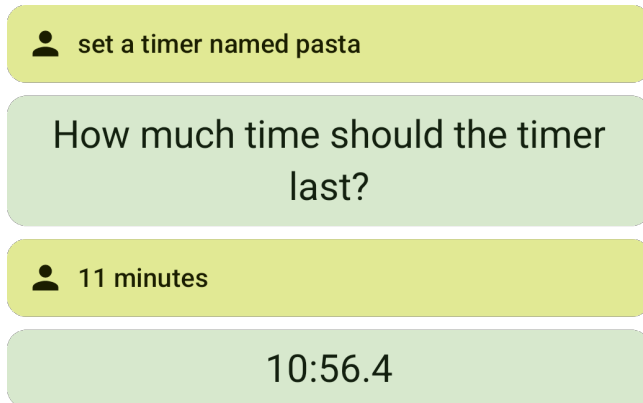 set a timer named pasta
How much time should the timer
last?
11 minutes
10:56.4